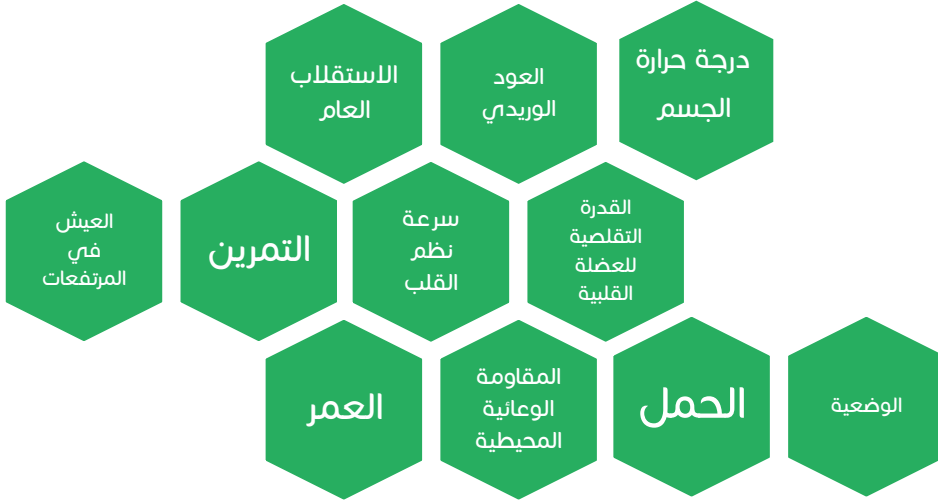 درجة حرارة
الجسم
العود
الوريدي
الاستقلاب
العام
القدرة
التقلصية
للعضلة
القلبية
سرعة
نظم
القلب
التمرين
العيش
في
المرتفعات
الوضعية
الحمل
المقاومة
الوعائية
المحيطية
العمر